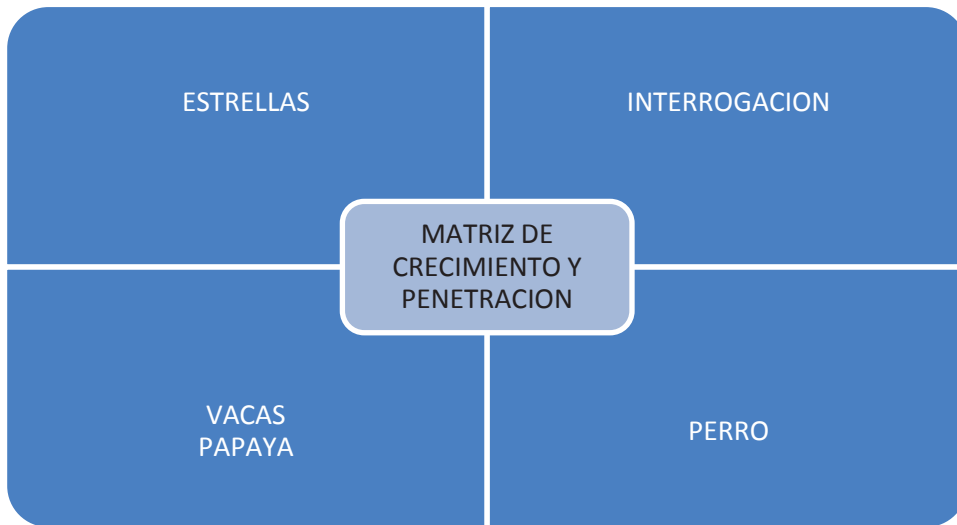 ESTRELLAS
INTERROGACION
MATRIZ DE
CRECIMIENTO Y
PENETRACION
VACAS
PAPAYA
PERRO